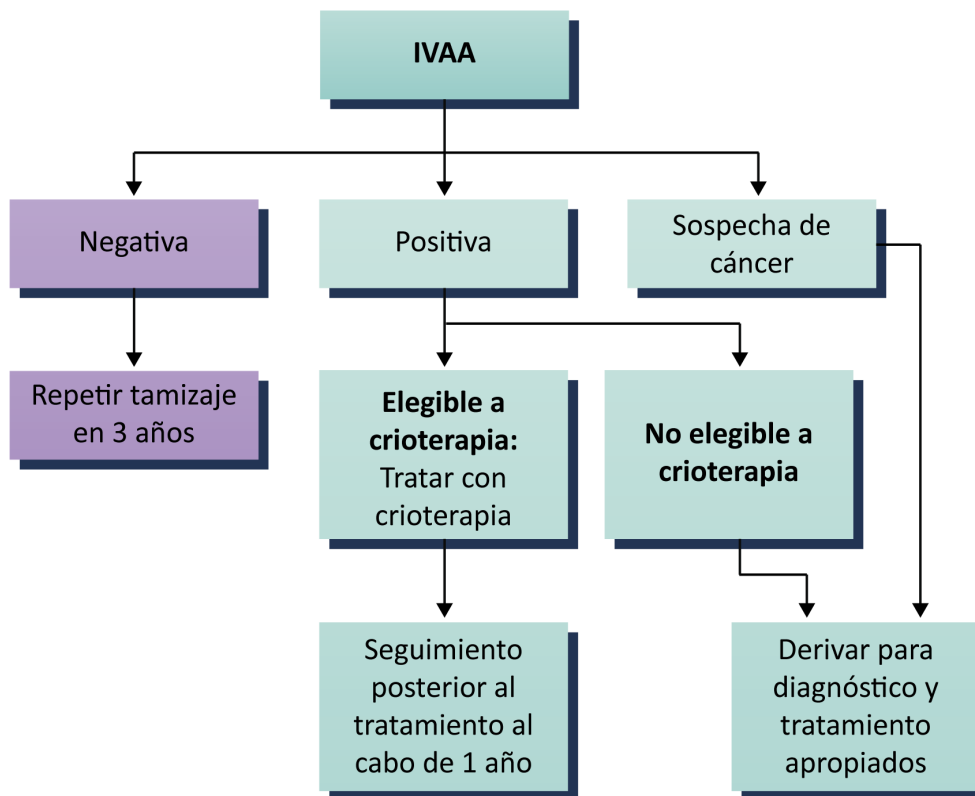 IVAA
Negativa
Positiva
Sospecha de
cáncer
Repetir tamizaje
en 3 años
Elegible a
crioterapia:
Tratar con
crioterapia
No elegible a
crioterapia
Seguimiento
posterior al
tratamiento al
cabo de 1 año
Derivar para
diagnóstico y
tratamiento
apropiados